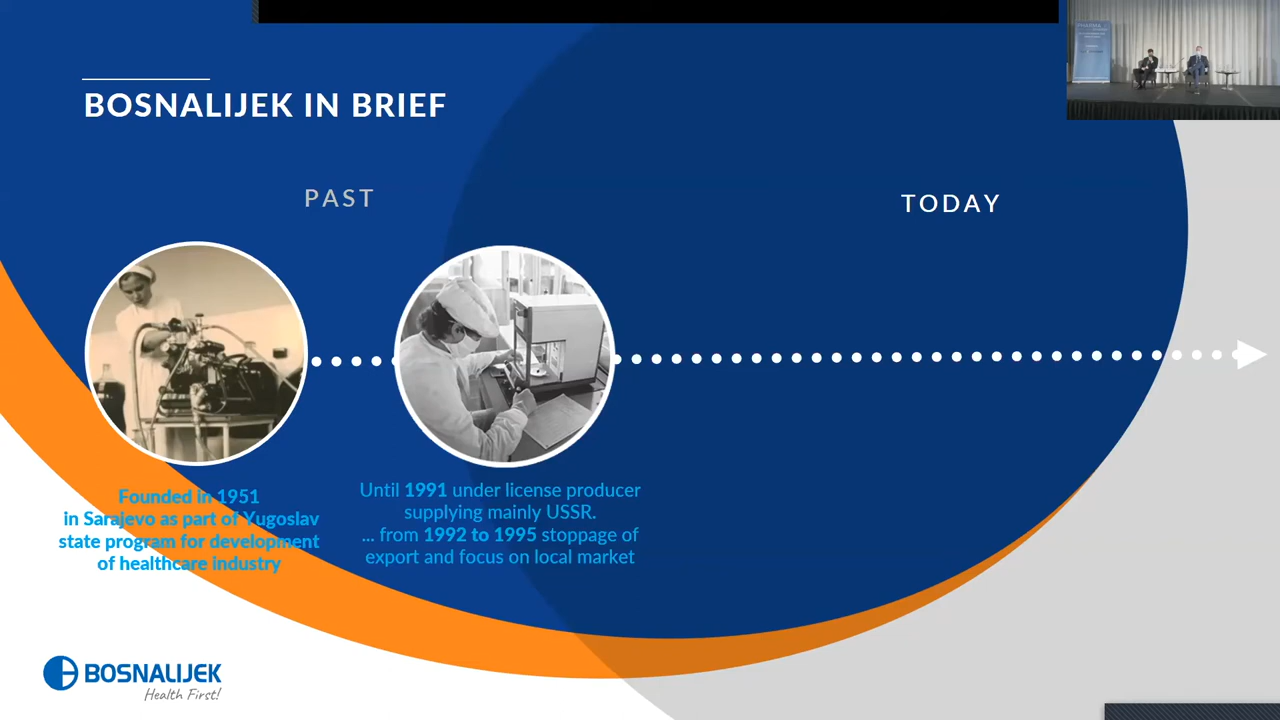 BOSNALIJEK IN BRIEF
PAST
TODAY
Founded in 1951
in Sarajevo as part of Yugoslav
state program for development
of healthcare industry
Until 1991 under license producer
supplying mainly USSR.
... from 1992 to 1995 stoppage of
export and focus on local market
BOSNALIJEK
Health First!